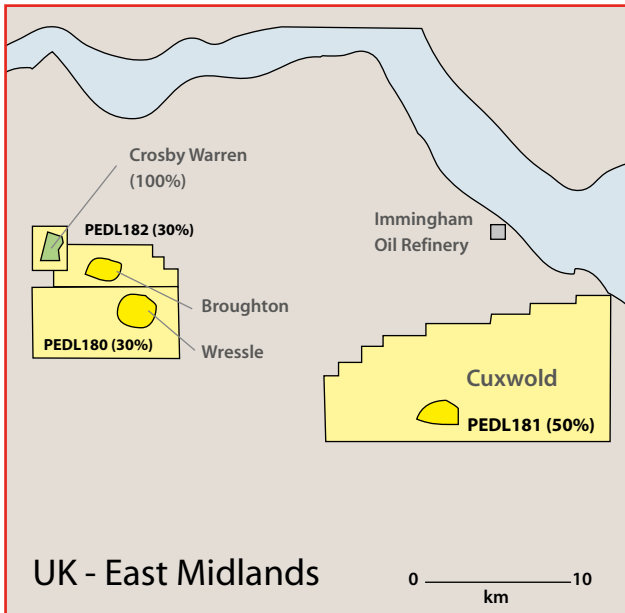 Crosby Warren
(100%)
PEDL182 (30%)
Immingham
Oil Refinery
Broughton
PEDL180 (30%)
Wressle
Cuxwold
PEDL181 (50%)
UK - East Midlands
0 10
km